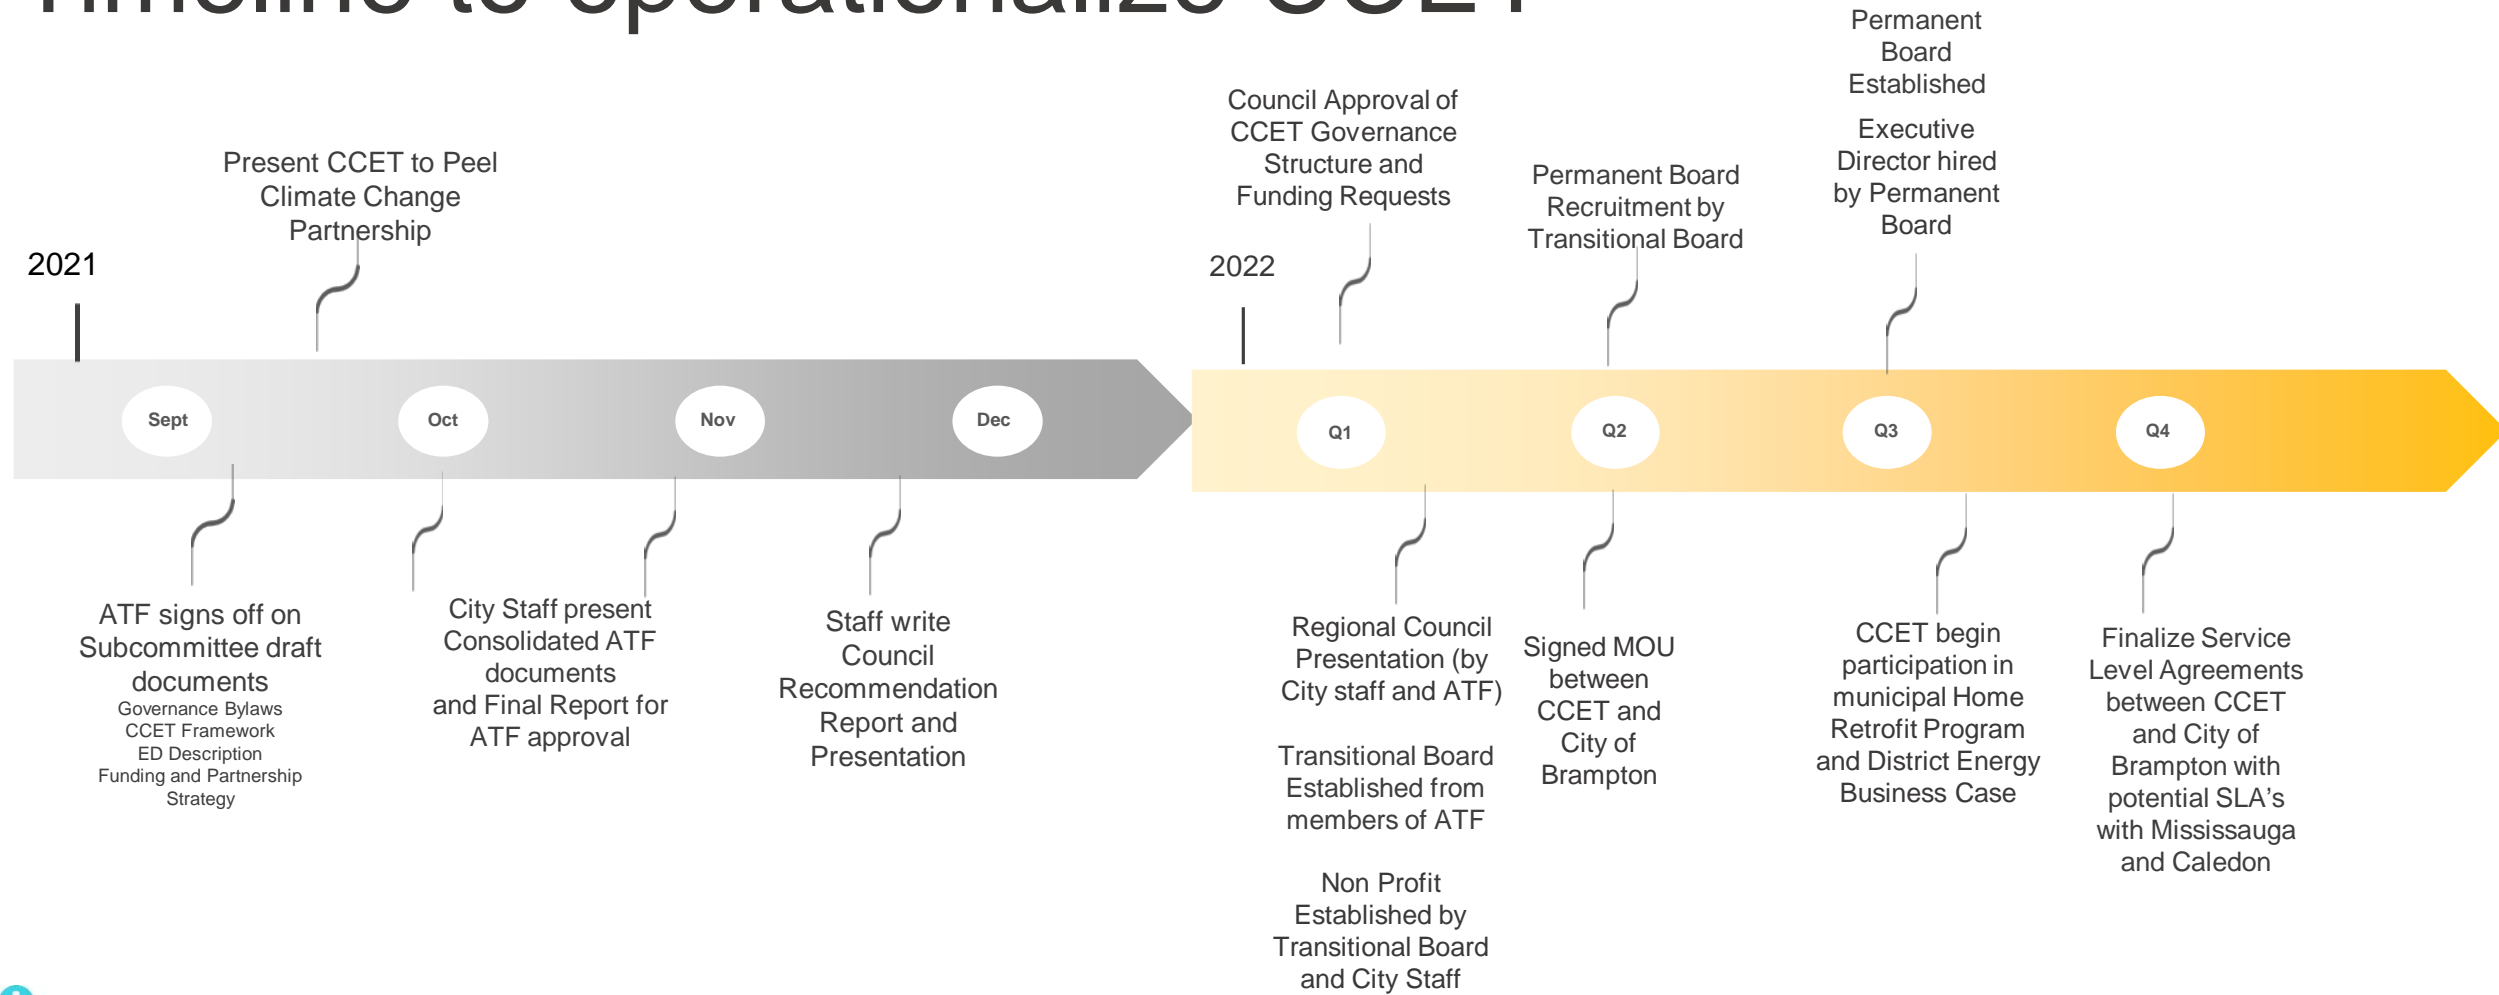 Timeline to operationalize CCET
2021
Present CCET to Peel
Climate Change
Partnership
Sept
Oct
Nov
Dec
ATF signs off on
Subcommittee draft
documents
Governance Bylaws
CCET Framework
ED Description
Funding and Partnership
Strategy
City Staff present
Consolidated ATF
documents
and Final Report for
ATF approval
Staff write
Council
Recommendation
Report and
Presentation
2022
Council Approval of
CCET Governance
Structure and
Funding Requests
Permanent Board
Recruitment by
Transitional Board
Permanent
Board
Established
Executive
Director hired
by Permanent
Board
Q1
Q2
Q3
Q4
Regional Council
Presentation (by
City staff and ATF)
Transitional Board
Established from
members of ATF
Non Profit
Established by
Transitional Board
and City Staff
Signed MOU
between
CCET and
City of
Brampton
CCET begin
participation in
municipal Home
Retrofit Program
and District Energy
Business Case
Finalize Service
Level Agreements
between CCET
and City of
Brampton with
potential SLA’s
with Mississauga
and Caledon